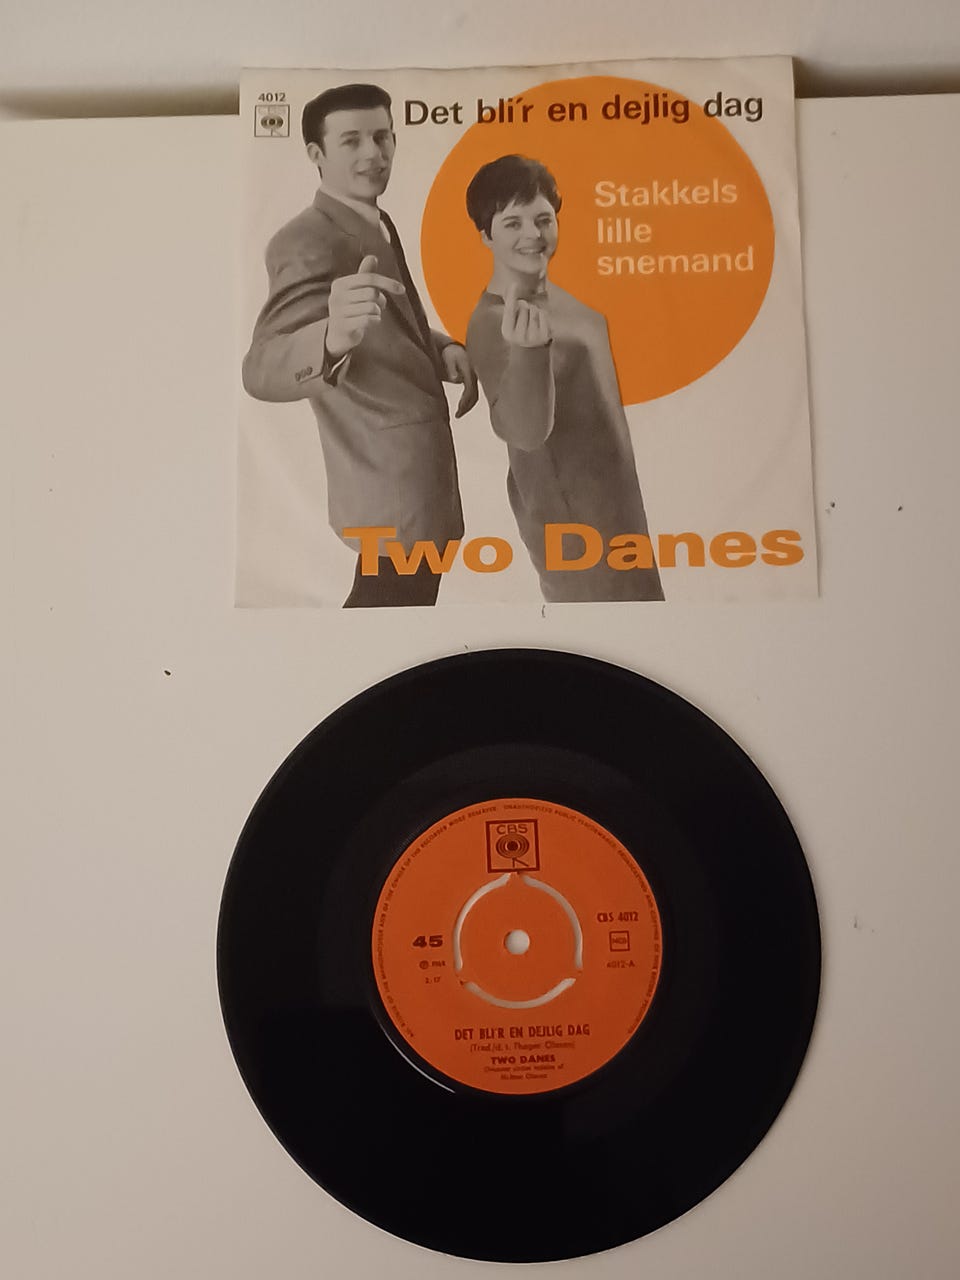 4012
Det bli'r en dejlig dag
Stakkels
lille
snemand
Two Danes
CBS
CBS 4012
45
NCB
4012-A
DET BLI'R EN DEJLIG DAG
TWO DANES